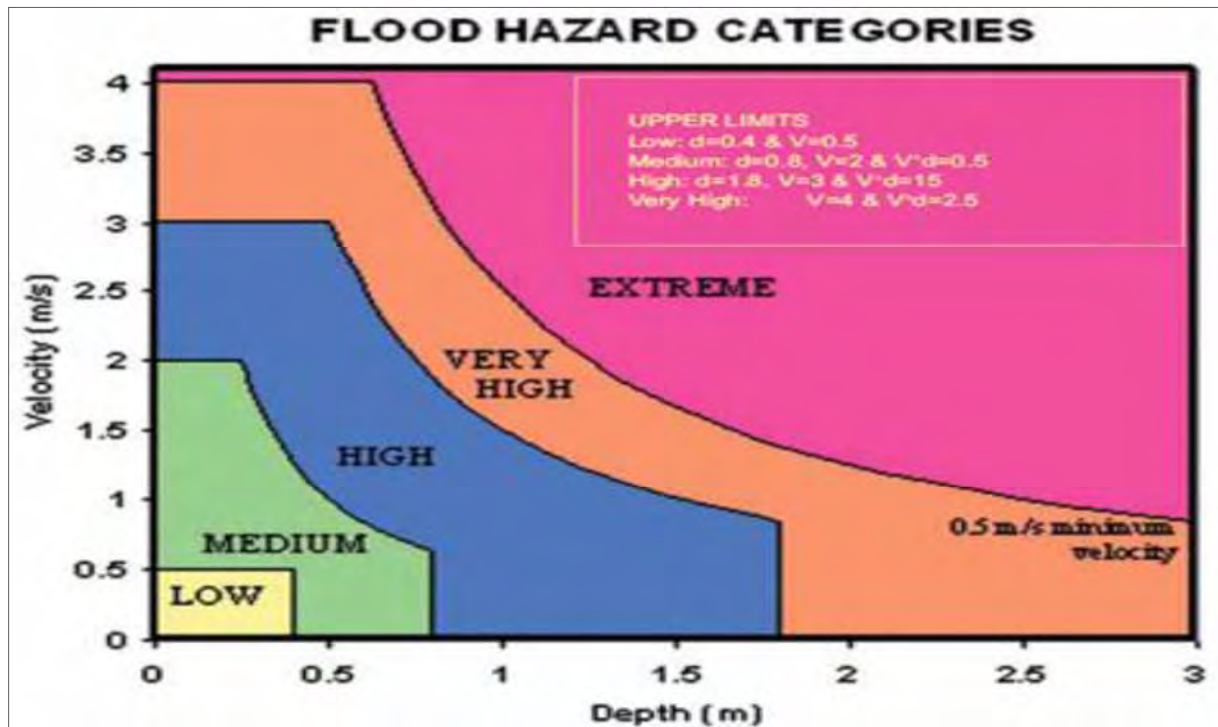 FLOOD HAZARD CATEGORIES
4
3.5
3
2.5
2
1.5
1
0.5
0
Velocity (m/s)
UPPER LIMITS
Low: d=0.4 & V=0.5
Medium: d=0.8, V=2 & V*d=0.5
High: d=1.8, V=3 & V*d=15
Very High: V=4 & V*d=2.5
EXTREME
VERY
HIGH
HIGH
MEDIUM
LOW
0.5 m/s minimum
velocity
0
0.5
1
1.5
2
2.5
3
Depth (m)